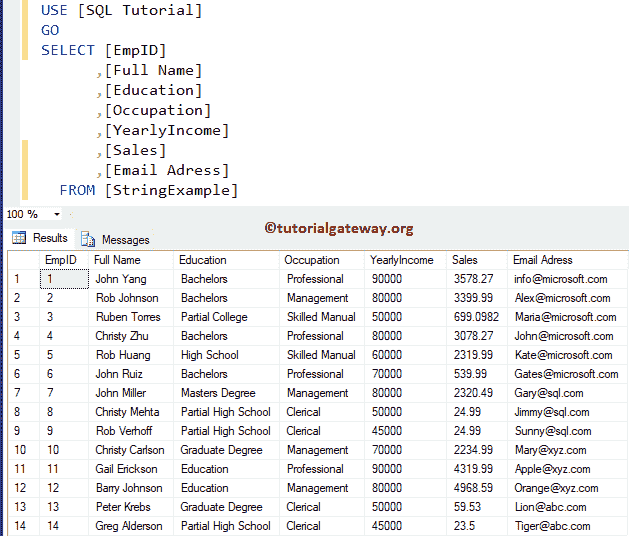 USE [SQL Tutorial]
GO
SELECT [EmpID]
,[Full Name]
,[Education]
,[Occupation]
,[YearlyIncome]
,[Sales]
,[Email Adress]
FROM [StringExample]
100 %
©tutorialgateway.org
Results Messages
EmpID Full Name Education Occupation YearlyIncome Sales Email Adress
1 1 John Yang Bachelors Professional 90000 3578.27 info@microsoft.com
2 2 Rob Johnson Bachelors Management 80000 3399.99 Alex@microsoft.com
3 3 Ruben Torres Partial College Skilled Manual 50000 699.0982 Maria@microsoft.com
4 4 Christy Zhu Bachelors Professional 80000 3078.27 John@microsoft.com
5 5 Rob Huang High School Skilled Manual 60000 2319.99 Kate@microsoft.com
6 6 John Ruiz Bachelors Professional 70000 539.99 Gates@microsoft.com
7 7 John Miller Masters Degree Management 80000 2320.49 Gary@sql.com
8 8 Christy Mehta Partial High School Clerical 50000 24.99 Jimmy@sql.com
9 9 Rob Verhoff Partial High School Clerical 45000 24.99 Sunny@sql.com
10 10 Christy Carlson Graduate Degree Management 70000 2234.99 Mary@xyz.com
11 11 Gail Erickson Education Professional 90000 4319.99 Apple@xyz.com
12 12 Barry Johnson Education Management 80000 4968.59 Orange@xyz.com
13 13 Peter Krebs Graduate Degree Clerical 50000 59.53 Lion@abc.com
14 14 Greg Alderson Partial High School Clerical 45000 23.5 Tiger@abc.com